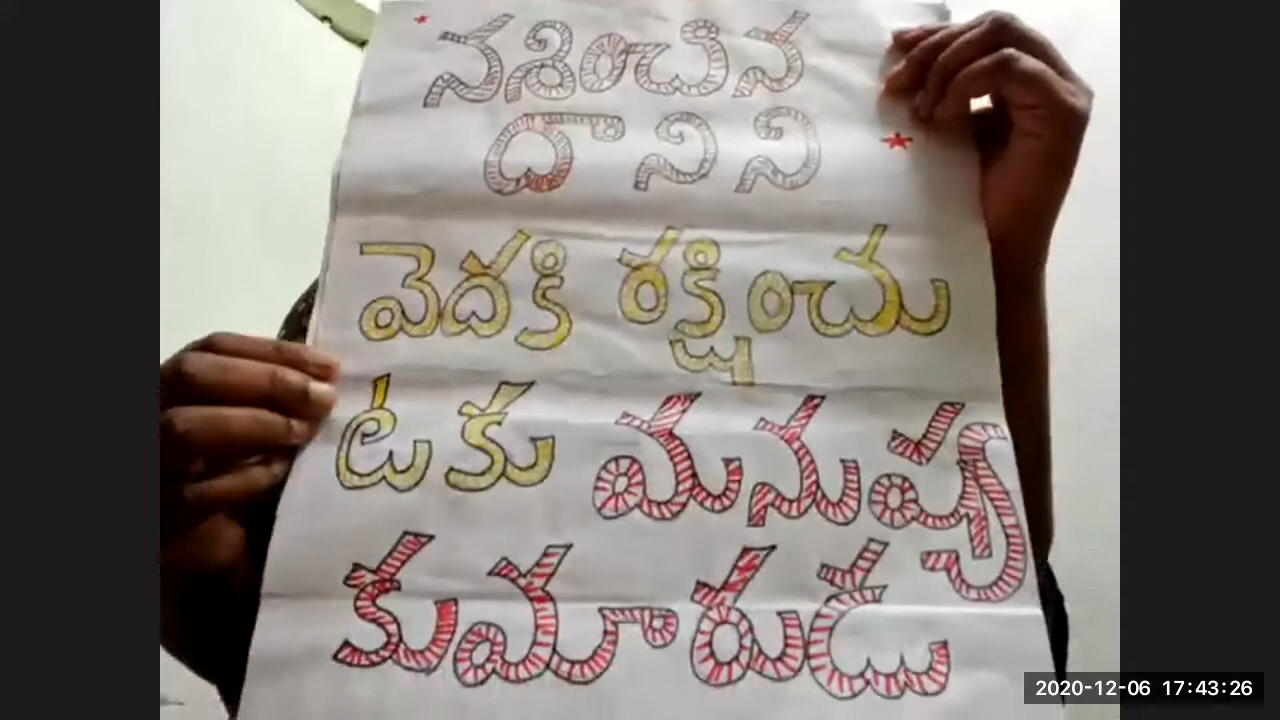 నశించిన
దానిని
వెదకి రక్షించు
టకు మనుష్య
కుమారుడు
2020-12-06 17:43:26